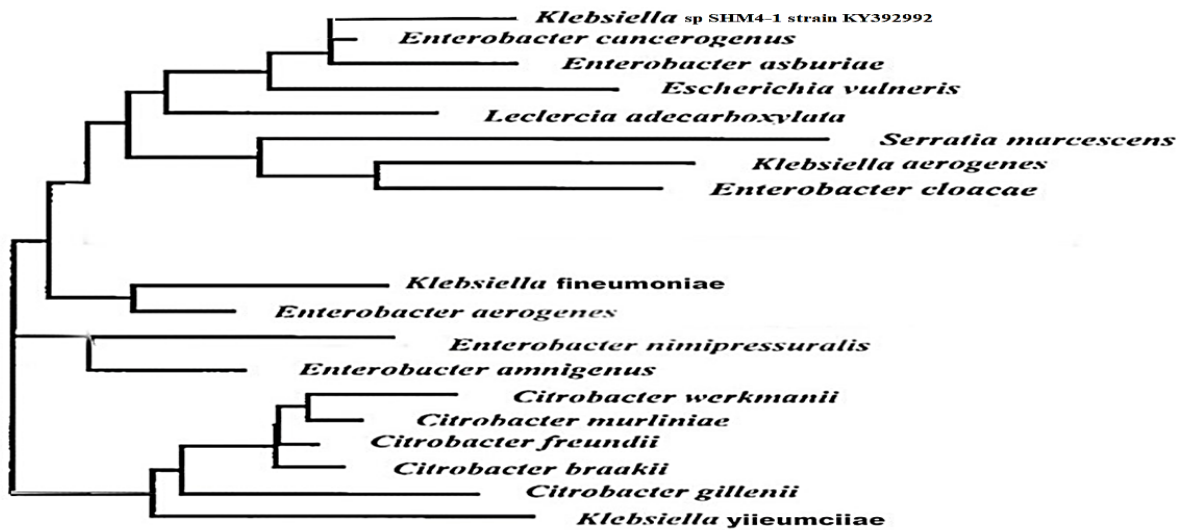 Klebsiella sp SHM4-1 strain KY392992
Enterobacter cancerogenus
Enterobacter asburiae
Escherichia vulneris
Leclercia adecarboxylata
Serratia marcescens
Klebsiella aerogenes
Enterobacter cloacae
Klebsiella fineumoniae
Enterobacter aerogenes
Enterobacter nimipressuralis
Enterobacter amnigenus
Citrobacter werkmanii
Citrobacter murliniae
Citrobacter freundii
Citrobacter braakii
Citrobacter gillenii
Klebsiella yiieumciiae